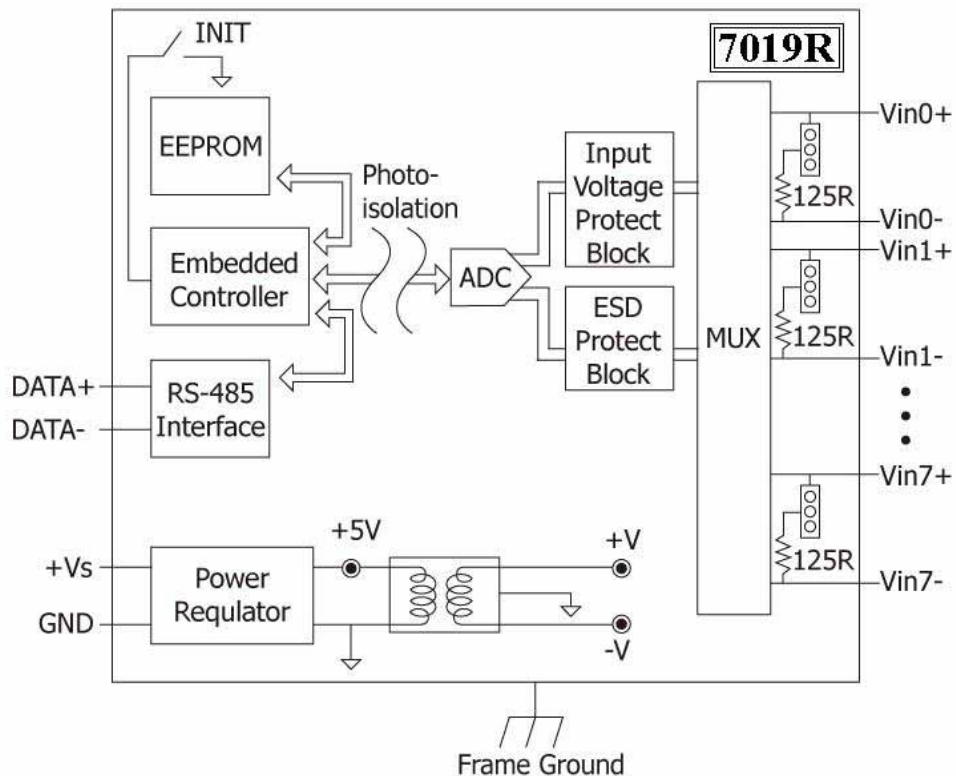 INIT
7019R
EEPROM
Photo-
isolation
Input
Voltage
Protect
Block
Vin0+
125R
Vin0-
Vin1+
Embedded
Controller
ADC
ESD
Protect
Block
MUX
125R
Vin1-
DATA+
DATA-
RS-485
Interface
Vin7+
125R
Vin7-
+5V
+V
+Vs
GND
Power
Requlator
-V
Frame Ground